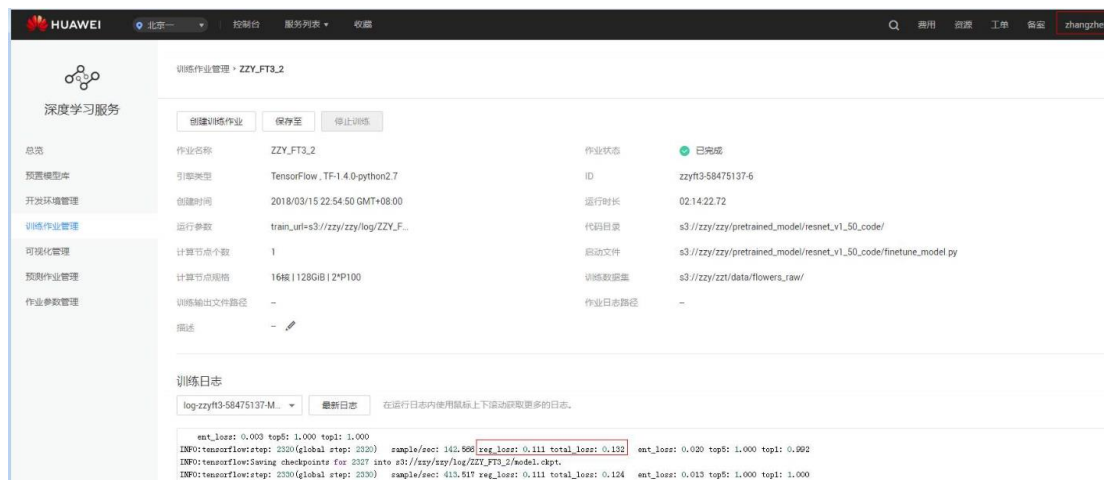 HUAWEI 北京一 控制台 服务列表 收藏 费用 资源 工单 备案 zhangzhe
深度学习服务
总览
预置模型库
开发环境管理
训练作业管理
可视化管理
预测作业管理
作业参数管理
训练作业管理 › ZZY_FT3_2
创建训练作业 保存至 停止训练
作业名称 ZZY_FT3_2 作业状态 已完成
引擎类型 TensorFlow , TF-1.4.0-python2.7 ID zzyft3-58475137-6
创建时间 2018/03/15 22:54:50 GMT+08:00 运行时长 02:14:22.72
运行参数 train_url=s3://zzy/zzy/log/ZZY_F... 代码目录 s3://zzy/zzy/pretrained_model/resnet_v1_50_code/
计算节点个数 1 启动文件 s3://zzy/zzy/pretrained_model/resnet_v1_50_code/finetune_model.py
计算节点规格 16核 | 128GiB | 2*P100 训练数据集 s3://zzy/zzt/data/flowers_raw/
训练输出文件路径 – 作业日志路径 –
描述 –
训练日志
log-zzyft3-58475137-M... 最新日志 在运行日志内使用鼠标上下滚动获取更多的日志。
ent_loss: 0.003 top5: 1.000 top1: 1.000
INFO:tensorflow:step: 2320(global step: 2320) sample/sec: 142.566 reg_loss: 0.111 total_loss: 0.132 ent_loss: 0.020 top5: 1.000 top1: 0.992
INFO:tensorflow:Saving checkpoints for 2327 into s3://zzy/zzy/log/ZZY_FT3_2/model.ckpt.
INFO:tensorflow:step: 2330(global step: 2330) sample/sec: 413.517 reg_loss: 0.111 total_loss: 0.124 ent_loss: 0.013 top5: 1.000 top1: 1.000